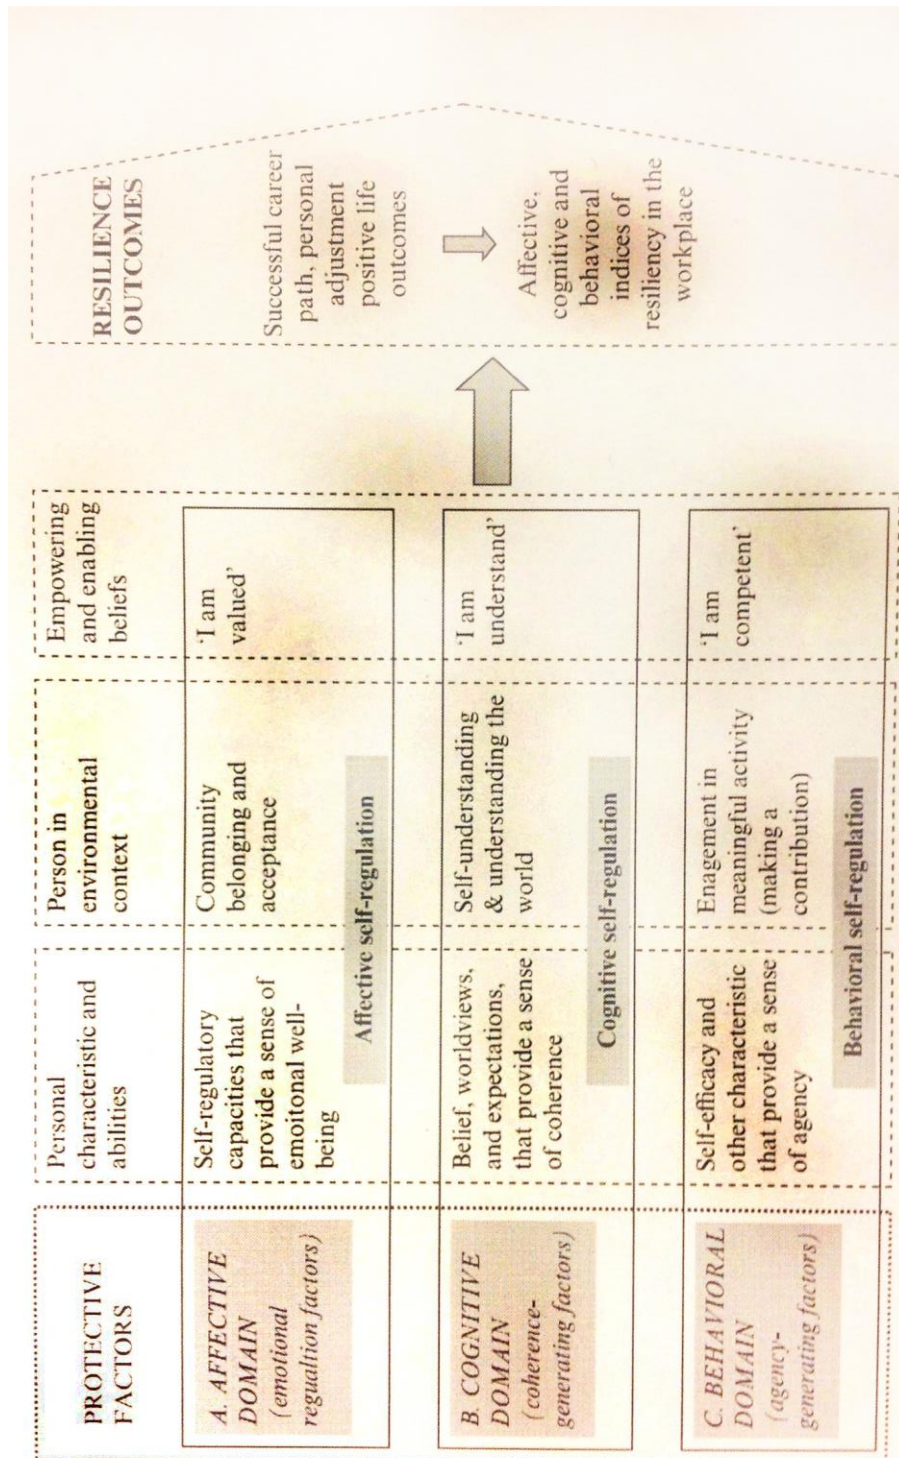 PROTECTIVE
FACTORS
Personal
characteristic and
abilities
Person in
environmental
context
Empowering
and enabling
beliefs
RESILIENCE
OUTCOMES
A. AFFECTIVE
DOMAIN
(emotional
regualtion factors)
Self-regulatory
capacities that
provide a sense of
emoitonal well-
being
Community
belonging and
acceptance
'I am
valued'
Affective self-regulation
B. COGNITIVE
DOMAIN
(coherence-
generating factors)
Belief, worldviews,
and expectations,
that provide a sense
of coherence
Self-understanding
& understanding the
world
'I am
understand'
Cognitive self-regulation
C. BEHAVIORAL
DOMAIN
(agency-
generating factors)
Self-efficacy and
other characteristic
that provide a sense
of agency
Enagement in
meaningful activity
(making a
contribution)
'I am
competent'
Behavioral self-regulation
Successful career
path, personal
adjustment
positive life
outcomes
Affective,
cognitive and
behavioral
indices of
resiliency in the
workplace